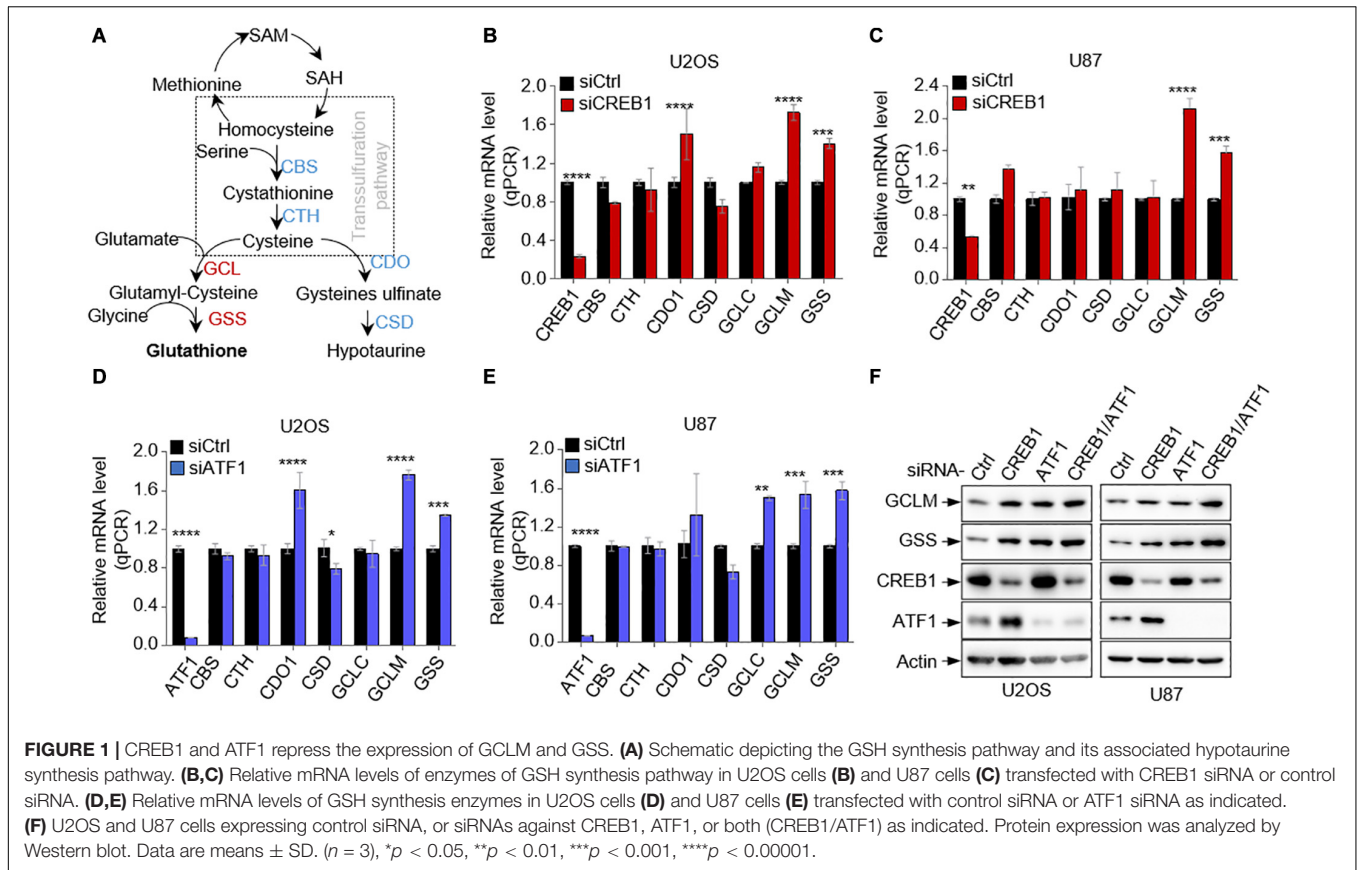 A
SAM
SAH
Methionine
Homocysteine
Serine
CBS
Cystathionine
CTH
Transulfuration
pathway
Glutamate
Cysteine
GCL
CDO
Glutamyl-Cysteine
Gysteines ulfinate
Glycine
GSS
CSD
Glutathione
Hypotaurine
B
U2OS
siCtrl
siCREB1
Relative mRNA level
(qPCR)
2.0
1.6
1.2
0.8
0.4
0.0
****
****
****
***
CREB1
CBS
CTH
CDO1
CSD
GCLC
GCLM
GSS
C
U87
siCtrl
siCREB1
Relative mRNA level
(qPCR)
2.4
2.0
1.6
1.2
0.8
0.4
0.0
**
****
***
CREB1
CBS
CTH
CDO1
CSD
GCLC
GCLM
GSS
D
U2OS
siCtrl
siATF1
Relative mRNA level
(qPCR)
2.0
1.6
1.2
0.8
0.4
0.0
****
****
*
****
***
ATF1
CBS
CTH
CDO1
CSD
GCLC
GCLM
GSS
E
U87
siCtrl
siATF1
Relative mRNA level
(qPCR)
2.0
1.6
1.2
0.8
0.4
0.0
****
**
***
***
ATF1
CBS
CTH
CDO1
CSD
GCLC
GCLM
GSS
F
siRNA-
Ctrl
CREB1
ATF1
CREB1/ATF1
Ctrl
CREB1
ATF1
CREB1/ATF1
GCLM
GSS
CREB1
ATF1
Actin
U2OS
U87
FIGURE 1 | CREB1 and ATF1 repress the expression of GCLM and GSS. (A) Schematic depicting the GSH synthesis pathway and its associated hypotaurine
synthesis pathway. (B,C) Relative mRNA levels of enzymes of GSH synthesis pathway in U2OS cells (B) and U87 cells (C) transfected with CREB1 siRNA or control
siRNA. (D,E) Relative mRNA levels of GSH synthesis enzymes in U2OS cells (D) and U87 cells (E) transfected with control siRNA or ATF1 siRNA as indicated.
(F) U2OS and U87 cells expressing control siRNA, or siRNAs against CREB1, ATF1, or both (CREB1/ATF1) as indicated. Protein expression was analyzed by
Western blot. Data are means ± SD. (n = 3), *p < 0.05, **p < 0.01, ***p < 0.001, ****p < 0.00001.